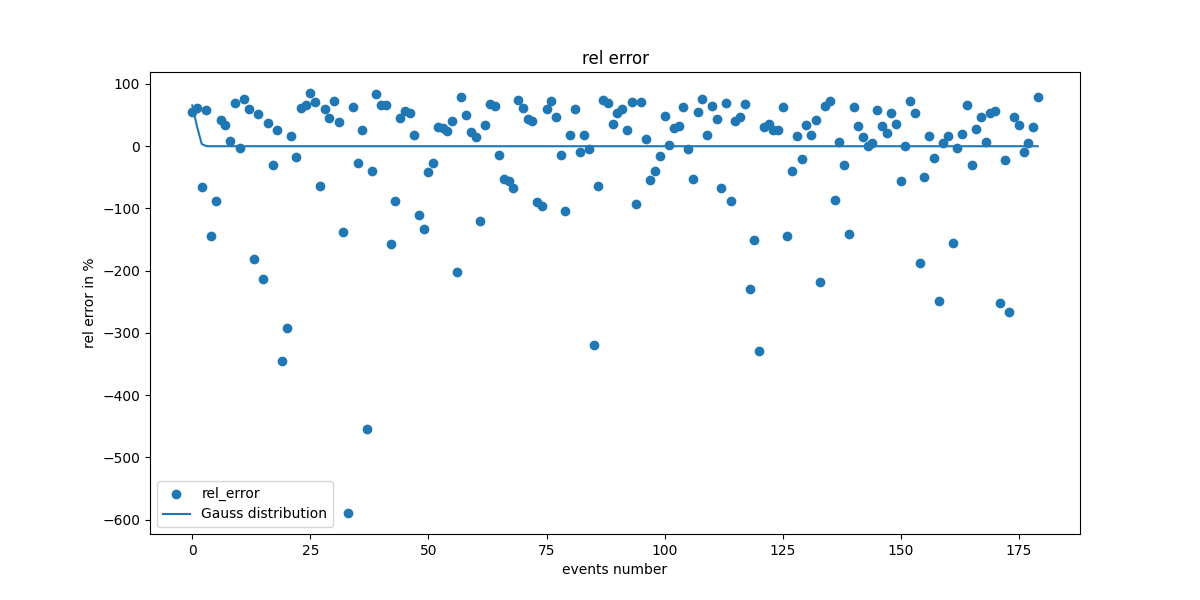 rel error
rel error in %
100
0
−100
−200
−300
−400
−500
−600
rel_error
Gauss distribution
0 25 50 75 100 125 150 175
events number